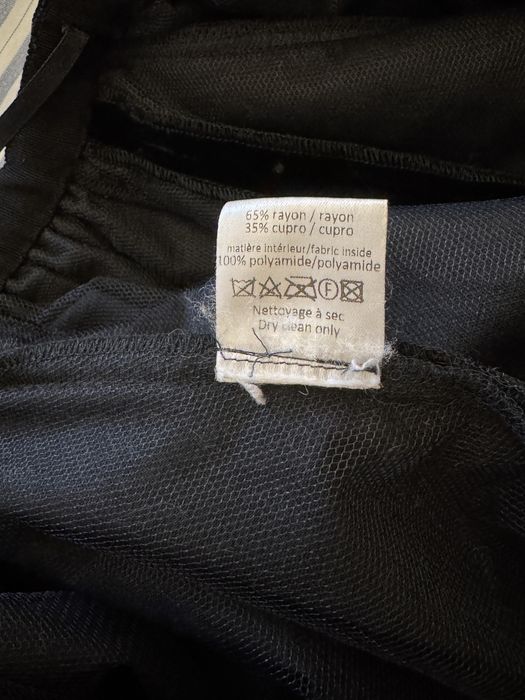 65% rayon / rayon
35% cupro / cupro
matière intérieur/fabric inside
100% polyamide/polyamide
F
Nettoyage à sec
Dry clean only